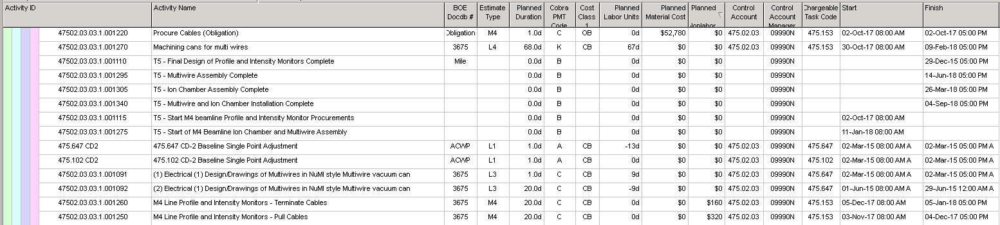 Activity ID Activity Name BOE Docdb # Estimate Type Planned Duration Cobra PMT Code Cost Class 1 Planned Labor Units Planned Material Cost Planned Nonlabor Control Account Control Account Manager Chargeable Task Code Start Finish
47502.03.03.1.001220 Procure Cables (Obligation) Obligation M4 1.0d C OB 0d $52,780 $0 475.02.03 09990N 475.153 02-Oct-17 08:00 AM 02-Oct-17 05:00 PM
47502.03.03.1.001270 Machining cans for multi wires 3675 L4 68.0d K CB 67d $0 $0 475.02.03 09990N 475.153 30-Oct-17 08:00 AM 09-Feb-18 05:00 PM
47502.03.03.1.001110 T5 - Final Design of Profile and Intensity Monitors Complete Mile 0.0d B 0d $0 $0 09990N 29-Dec-15 05:00 PM
47502.03.03.1.001295 T5 - Multiwire Assembly Complete 0.0d B 0d $0 $0 09990N 14-Jun-18 05:00 PM
47502.03.03.1.001305 T5 - Ion Chamber Assembly Complete 0.0d B 0d $0 $0 09990N 26-Mar-18 05:00 PM
47502.03.03.1.001340 T5 - Multiwire and Ion Chamber Installation Complete 0.0d B 0d $0 $0 09990N 04-Sep-18 05:00 PM
47502.03.03.1.001115 T5 - Start M4 beamline Profile and Intensity Monitor Procurements 0.0d B 0d $0 $0 09990N 02-Oct-17 08:00 AM
47502.03.03.1.001275 T5 - Start of M4 Beamline Ion Chamber and Multiwire Assembly 0.0d B 0d $0 $0 09990N 11-Jan-18 08:00 AM
475.647 CD2 475.647 CD-2 Baseline Single Point Adjustment ACWP L1 1.0d A CB -13d $0 $0 475.02.03 09990N 475.647 02-Mar-15 08:00 AM A 02-Mar-15 05:00 PM A
475.102 CD2 475.102 CD-2 Baseline Single Point Adjustment ACWP L1 1.0d A CB 0d $0 $0 475.02.03 09990N 475.102 02-Mar-15 08:00 AM A 02-Mar-15 05:00 PM A
47502.03.03.1.001091 (1) Electrical (1) Design/Drawings of Multiwires in NuMI style Multiwire vacuum can 3675 L3 1.0d C CB 9d $0 $0 475.02.03 09990N 475.647 02-Mar-15 08:00 AM A 02-Mar-15 05:00 PM A
47502.03.03.1.001092 (2) Electrical (1) Design/Drawings of Multiwires in NuMI style Multiwire vacuum can 3675 L3 20.0d C CB -9d $0 $0 475.02.03 09990N 475.647 01-Jun-15 08:00 AM A 29-Jun-15 12:00 AM A
47502.03.03.1.001260 M4 Line Profile and Intensity Monitors - Terminate Cables 3675 M4 20.0d C CB 0d $0 $160 475.02.03 09990N 475.153 05-Dec-17 08:00 AM 05-Jan-18 05:00 PM
47502.03.03.1.001250 M4 Line Profile and Intensity Monitors - Pull Cables 3675 M4 20.0d C CB 0d $0 $320 475.02.03 09990N 475.153 03-Nov-17 08:00 AM 04-Dec-17 05:00 PM